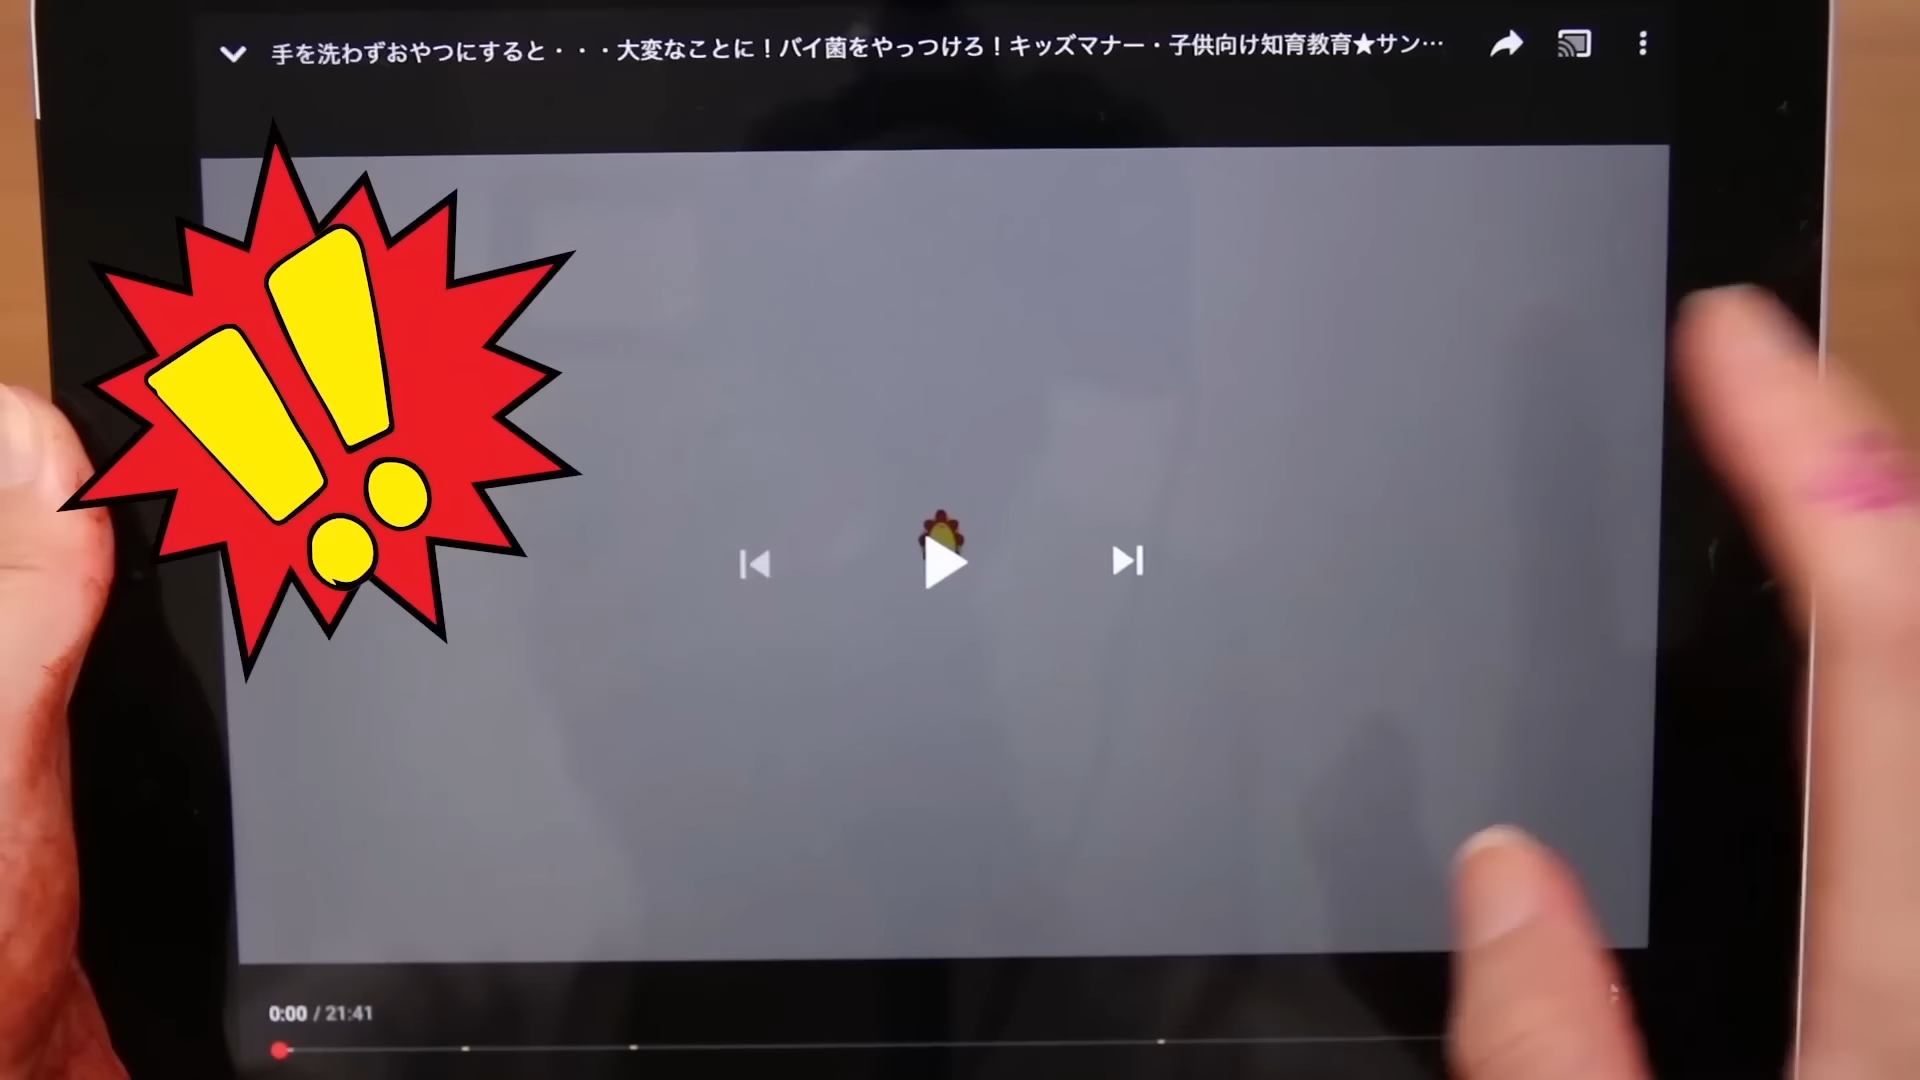 手を洗わずおやつにすると・・・大変なことに！バイ菌をやっつけろ！キッズマナー・子供向け知育教育★サン…
0:00 / 21:41